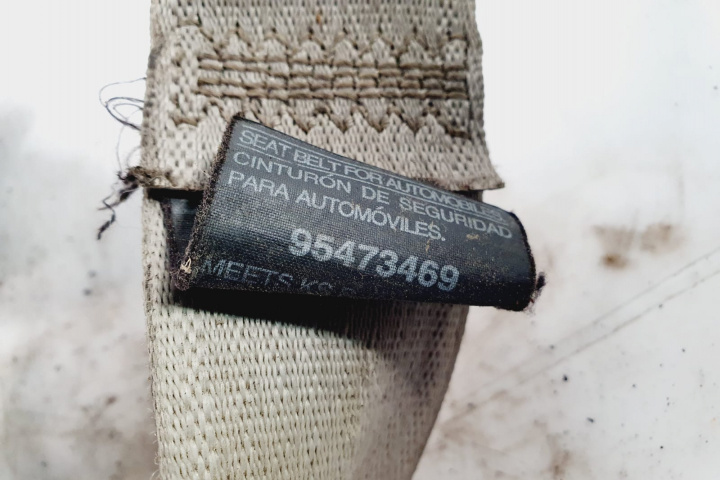 SEAT BELT FOR AUTOMOBILES
CINTURÓN DE SEGURIDAD
PARA AUTOMÓVILES.
95473469
MEETS KS